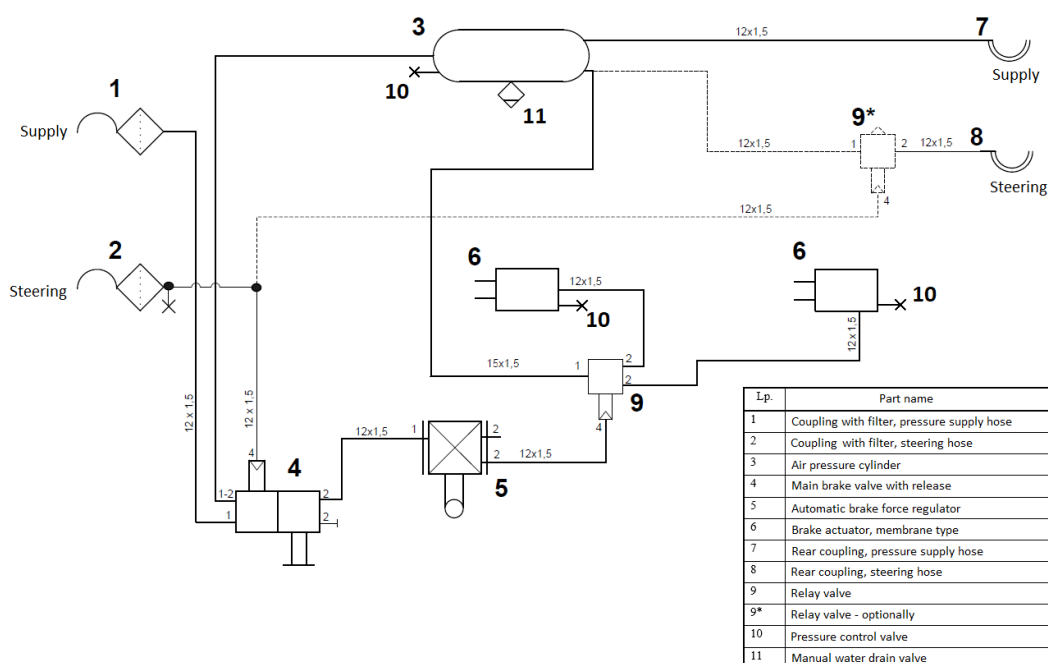 3
12x1,5
7
Supply
10
11
1
Supply
9*
1
2
12x1,5
12x1,5
8
Steering
4
12x1,5
2
Steering
6
12x1,5
10
6
10
12 x 1,5
15x1,5
1
2
2
9
4
12 x 1,5
12 x 1,5
4
4
1-2
1
2
2
12x1,5
1
2
2
12x1,5
5
Lp. Part name
1 Coupling with filter, pressure supply hose
2 Coupling with filter, steering hose
3 Air pressure cylinder
4 Main brake valve with release
5 Automatic brake force regulator
6 Brake actuator, membrane type
7 Rear coupling, pressure supply hose
8 Rear coupling, steering hose
9 Relay valve
9* Relay valve - optionally
10 Pressure control valve
11 Manual water drain valve